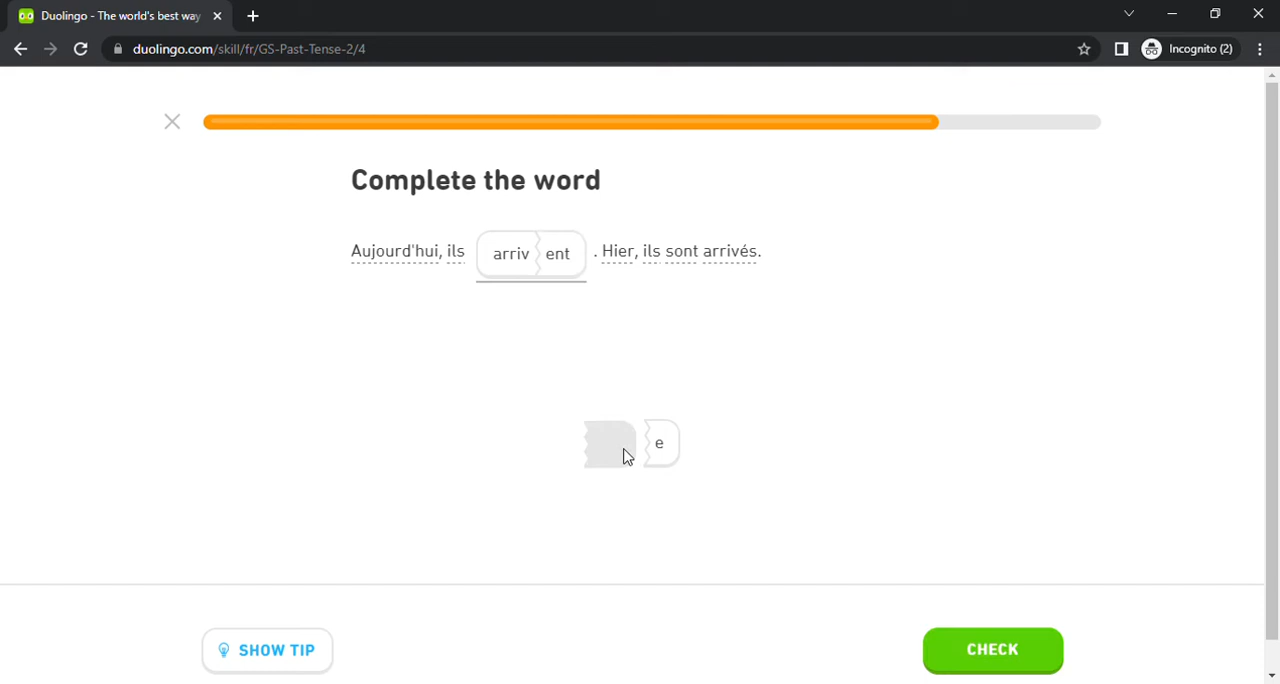 Duolingo - The world's best way
duolingo.com/skill/fr/GS-Past-Tense-2/4
Incognito (2)
Complete the word
Aujourd'hui, ils arriv ent . Hier, ils sont arrivés.
e
SHOW TIP
CHECK